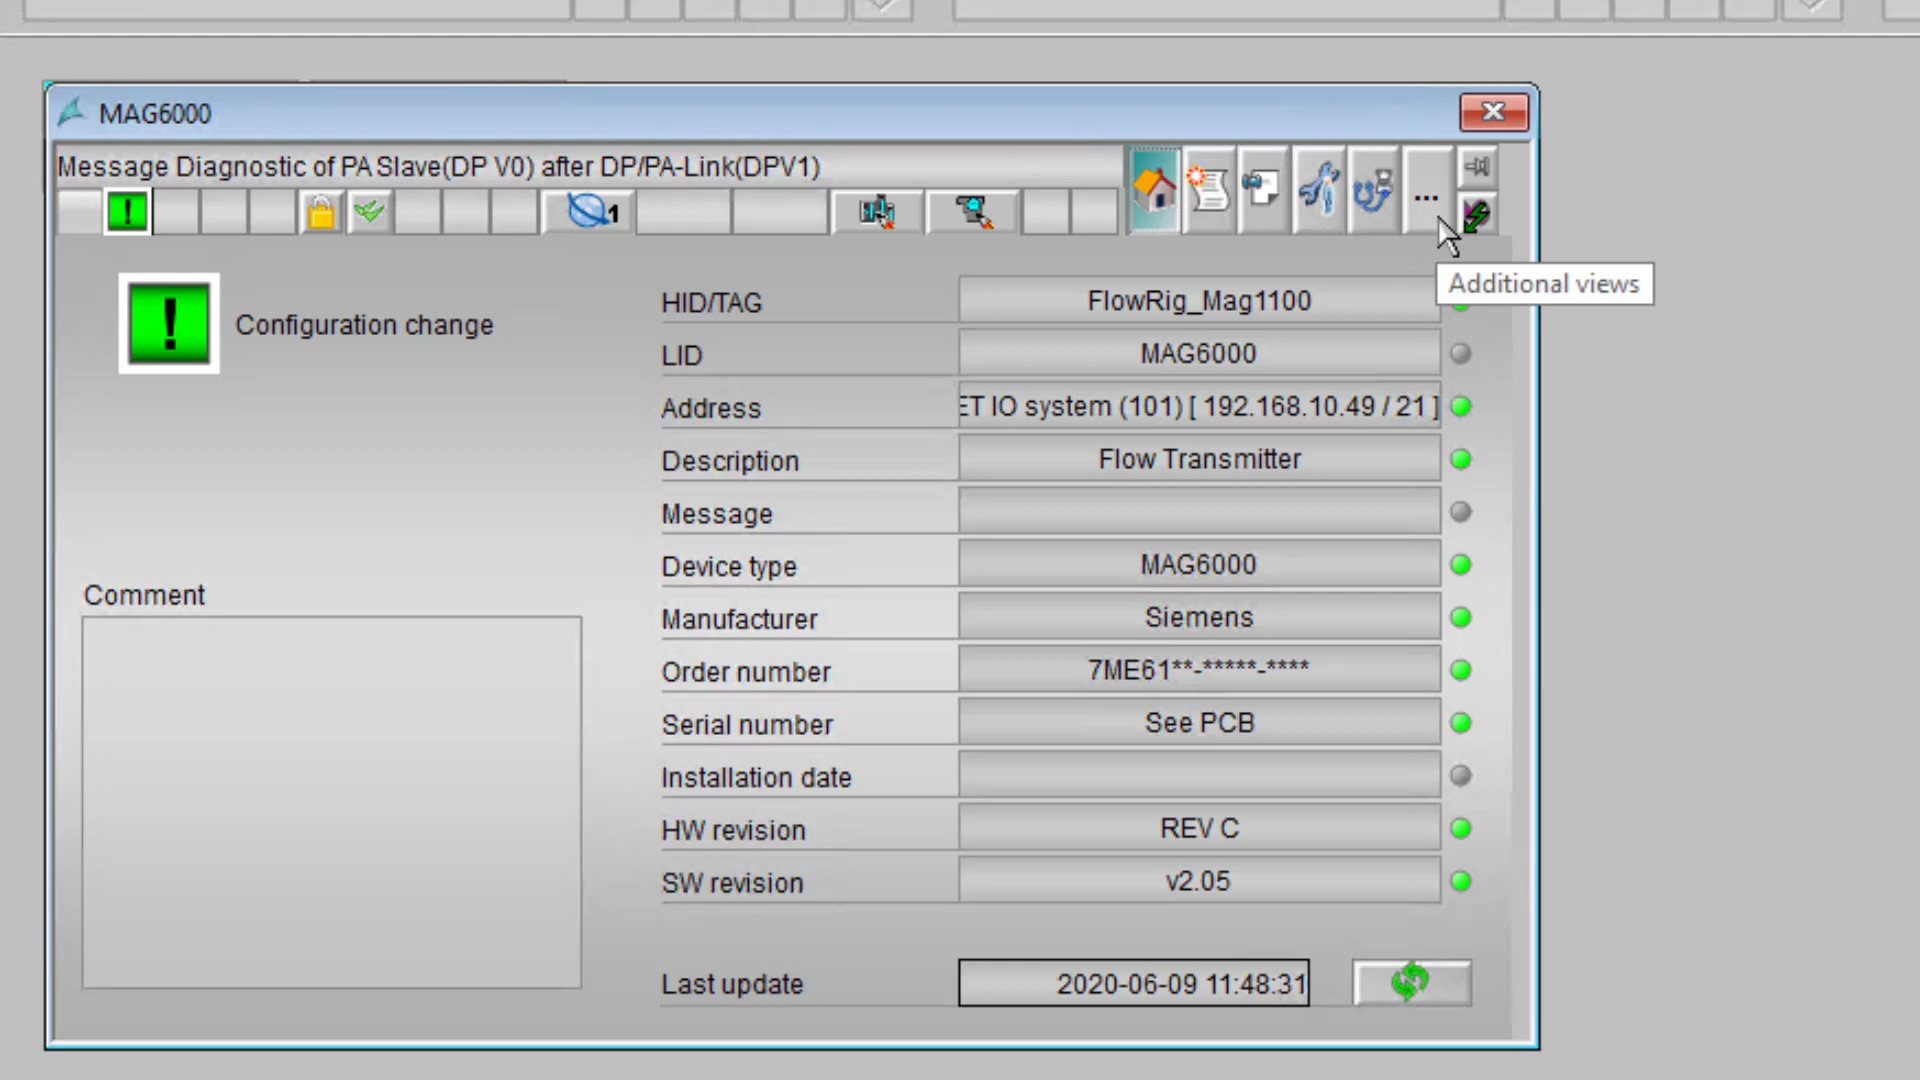 MAG6000
Message Diagnostic of PA Slave(DP V0) after DP/PA-Link(DPV1)
!
1
...
Additional views
!
Configuration change
HID/TAG FlowRig_Mag1100
LID MAG6000
Address ET IO system (101) [ 192.168.10.49 / 21 ]
Description Flow Transmitter
Message
Device type MAG6000
Comment
Manufacturer Siemens
Order number 7ME61**-*****-****
Serial number See PCB
Installation date
HW revision REV C
SW revision v2.05
Last update 2020-06-09 11:48:31